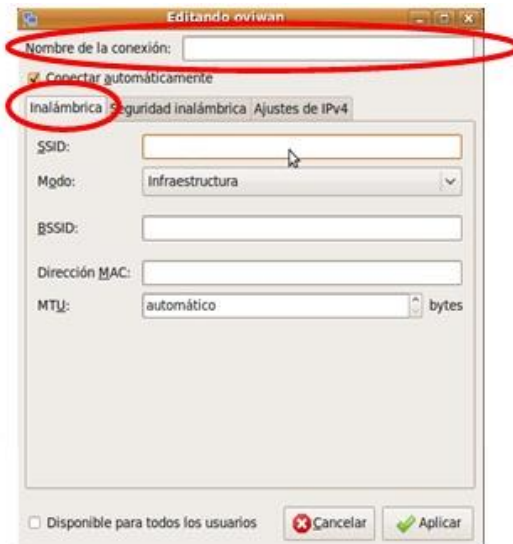 Editando oviwan
Nombre de la conexión:
Conectar automáticamente
Inalámbrica Seguridad inalámbrica Ajustes de IPv4
SSID:
Modo: Infraestructura
BSSID:
Dirección MAC:
MTU: automático bytes
Disponible para todos los usuarios Cancelar Aplicar